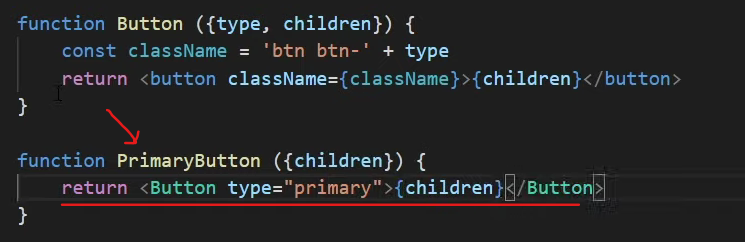 function Button ({type, children}) {
const className = 'btn btn-' + type
return <button className={className}>{children}</button>
}
function PrimaryButton ({children}) {
return <Button type="primary">{children}</Button>
}